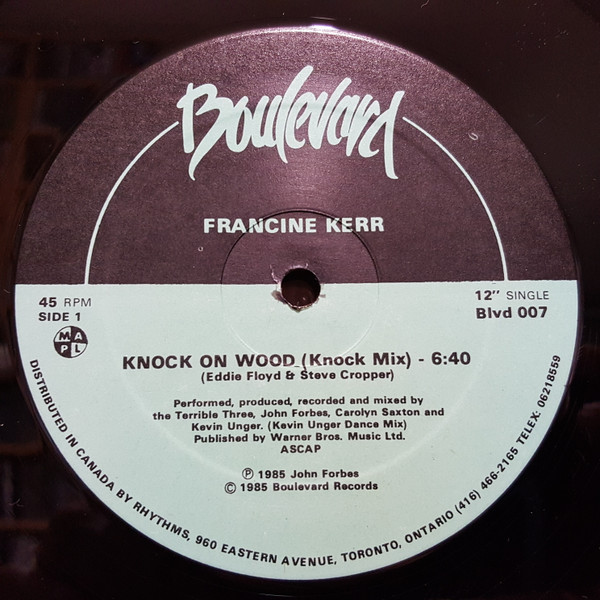 Boulevard
FRANCINE KERR
45 RPM
SIDE 1
12" SINGLE
Blvd 007
MAPL
KNOCK ON WOOD (Knock Mix) - 6:40
(Eddie Floyd & Steve Cropper)
Performed, produced, recorded and mixed by
the Terrible Three, John Forbes, Carolyn Saxton and
Kevin Unger. (Kevin Unger Dance Mix)
Published by Warner Bros. Music Ltd.
ASCAP
℗ 1985 John Forbes
© 1985 Boulevard Records
DISTRIBUTED IN CANADA BY RHYTHMS, 960 EASTERN AVENUE, TORONTO, ONTARIO (416) 466-2165 TELEX: 06218559